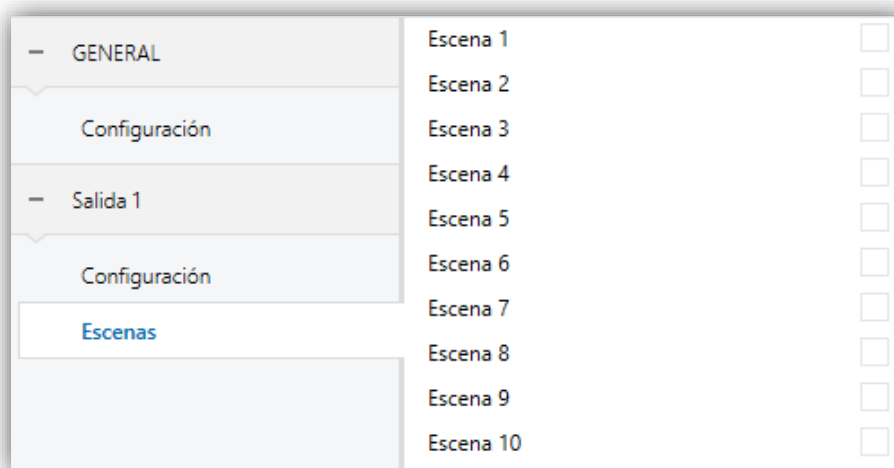 GENERAL
Configuración
Salida 1
Configuración
Escenas
Escena 1
Escena 2
Escena 3
Escena 4
Escena 5
Escena 6
Escena 7
Escena 8
Escena 9
Escena 10